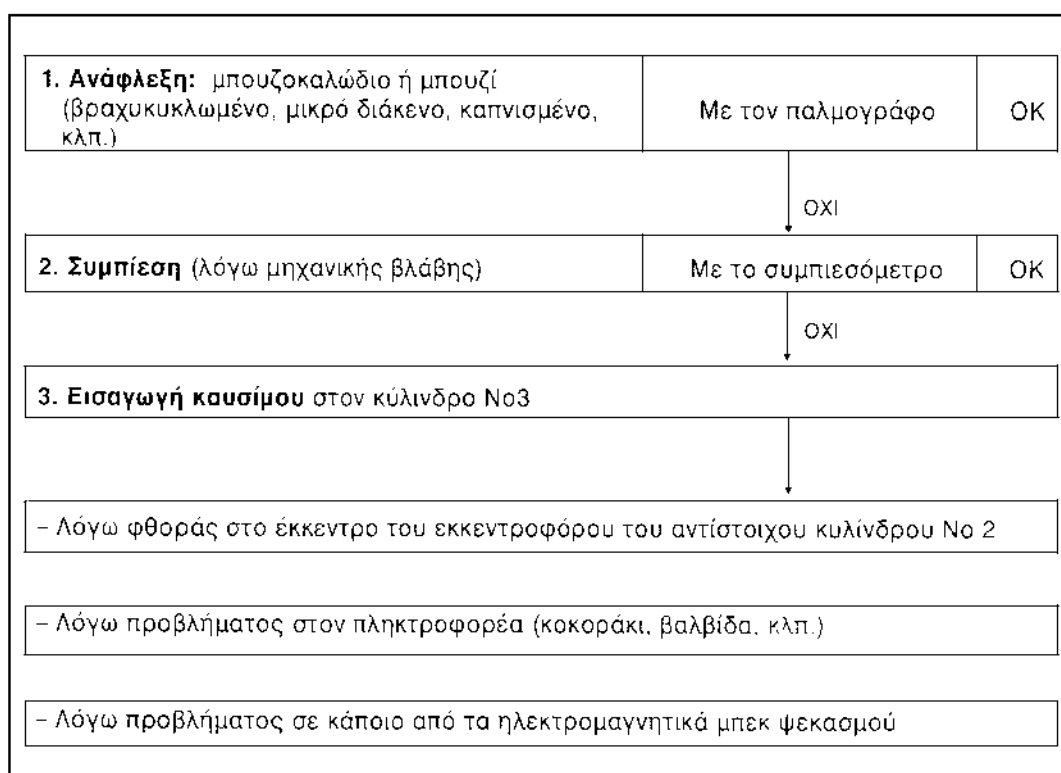 1. Ανάφλεξη: μπουζοκαλώδιο ή μπουζί
(βραχυκυκλωμένο, μικρό διάκενο, καπνισμένο,
κλπ.)
Με τον παλμογράφο
OK
ΟΧΙ
2. Συμπίεση (λόγω μηχανικής βλάβης)
Με το συμπιεσόμετρο
OK
ΟΧΙ
3. Εισαγωγή καυσίμου στον κύλινδρο Νο3
– Λόγω φθοράς στο έκκεντρο του εκκεντροφόρου του αντίστοιχου κυλίνδρου Νο 2
– Λόγω προβλήματος στον πληκτροφορέα (κοκοράκι, βαλβίδα, κλπ.)
– Λόγω προβλήματος σε κάποιο από τα ηλεκτρομαγνητικά μπεκ ψεκασμού